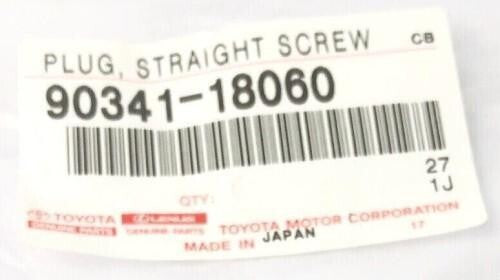 PLUG, STRAIGHT SCREW CB
90341-18060
27
1J
QTY:
TOYOTA LEXUS
GENUINE PARTS GENUINE PARTS
TOYOTA MOTOR CORPORATION
MADE IN JAPAN 17